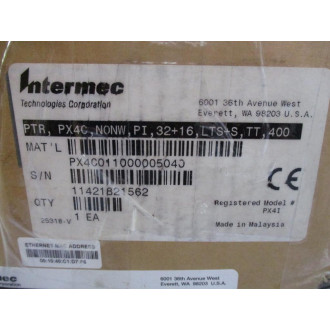 Intermec
Technologies Corporation
6001 36th Avenue West
Everett, WA 98203 U.S.A.
PTR, PX4C, NONW, PI, 32+16, LTS+S, TT, 400
MAT'L
PX4C011000005040
S/N
11421821562
QTY
1 EA
25318-V
Registered Model #
PX4I
Made in Malaysia
ETHERNET MAC ADDRESS
6001 36th Avenue West
Everett, WA 98203 U.S.A.